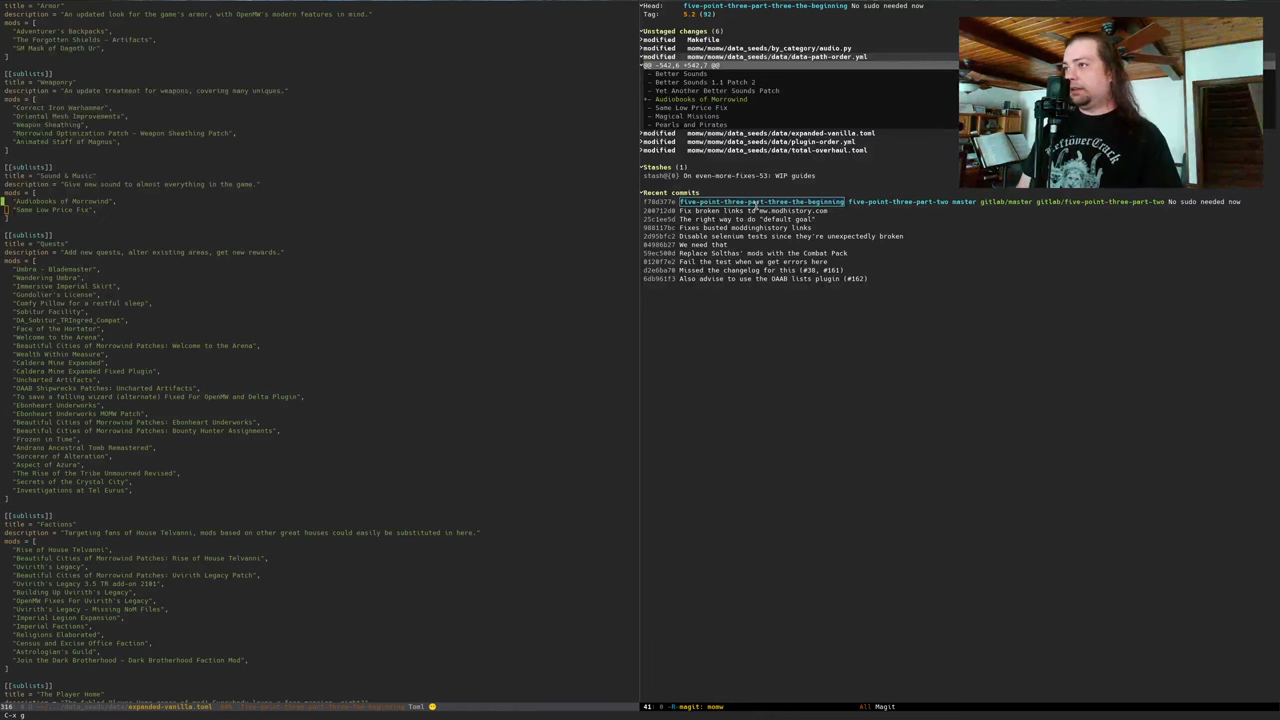 title = "Armor"
description = "An updated look for the game's armor, with OpenMW's modern features in mind."
mods = [
"Adventurer's Backpacks",
"The Forgotten Shields - Artifacts",
"SM Mask of Dagoth Ur",
]
[[sublists]]
title = "Weaponry"
description = "An update treatment for weapons, covering many uniques."
mods = [
"Correct Iron Warhammer",
"Oriental Mesh Improvements",
"Weapon Sheathing",
"Morrowind Optimization Patch - Weapon Sheathing Patch",
"Animated Staff of Magnus",
]
[[sublists]]
title = "Sound & Music"
description = "Give new sound to almost everything in the game."
mods = [
"Audiobooks of Morrowind",
"Same Low Price Fix",
]
[[sublists]]
title = "Quests"
description = "Add new quests, alter existing areas, get new rewards."
mods = [
"Umbra - Blademaster",
"Wandering Umbra",
"Immersive Imperial Skirt",
"Gondolier's License",
"Comfy Pillow for a restful sleep",
"Sobitur Facility",
"DA_Sobitur_TRIngred_Compat",
"Face of the Hortator",
"Welcome to the Arena",
"Beautiful Cities of Morrowind Patches: Welcome to the Arena",
"Wealth Within Measure",
"Caldera Mine Expanded",
"Caldera Mine Expanded Fixed Plugin",
"Uncharted Artifacts",
"OAAB Shipwrecks Patches: Uncharted Artifacts",
"To save a falling wizard (alternate) Fixed For OpenMW and Delta Plugin",
"Ebonheart Underworks",
"Ebonheart Underworks MOMW Patch",
"Beautiful Cities of Morrowind Patches: Ebonheart Underworks",
"Beautiful Cities of Morrowind Patches: Bounty Hunter Assignments",
"Frozen in Time",
"Andrano Ancestral Tomb Remastered",
"Sorcerer of Alteration",
"Aspect of Azura",
"The Rise of the Tribe Unmourned Revised",
"Secrets of the Crystal City",
"Investigations at Tel Eurus",
]
[[sublists]]
title = "Factions"
description = "Targeting fans of House Telvanni, mods based on other great houses could easily be substituted in here."
mods = [
"Rise of House Telvanni",
"Beautiful Cities of Morrowind Patches: Rise of House Telvanni",
"Uvirith's Legacy",
"Beautiful Cities of Morrowind Patches: Uvirith Legacy Patch",
"Uvirith's Legacy 3.5 TR add-on 2101",
"Building Up Uvirith's Legacy",
"OpenMW Fixes For Uvirith's Legacy",
"Uvirith's Legacy - Missing NoM Files",
"Imperial Legion Expansion",
"Imperial Factions",
"Religions Elaborated",
"Census and Excise Office Faction",
"Astrologian's Guild",
"Join the Dark Brotherhood - Dark Brotherhood Faction Mod",
]
[[sublists]]
title = "The Player Home"
expanded-vanilla.toml Toml
C-x g
Head: five-point-three-part-three-the-beginning No sudo needed now
Tag: 5.2 (92)
Unstaged changes (6)
modified Makefile
modified momw/momw/data_seeds/by_category/audio.py
modified momw/momw/data_seeds/data/data-path-order.yml
@@ -542,6 +542,7 @@
- Better Sounds
- Better Sounds 1.1 Patch 2
- Yet Another Better Sounds Patch
+- Audiobooks of Morrowind
- Same Low Price Fix
- Magical Missions
- Pearls and Pirates
modified momw/momw/data_seeds/data/expanded-vanilla.toml
modified momw/momw/data_seeds/data/plugin-order.yml
modified momw/momw/data_seeds/data/total-overhaul.toml
Stashes (1)
stash@{0} On even-more-fixes-53: WIP guides
Recent commits
f78d377e five-point-three-part-three-the-beginning five-point-three-part-two master gitlab/master gitlab/five-point-three-part-two No sudo needed now
200712d8 Fix broken links to mw.modhistory.com
25c1ee5d The right way to do "default goal"
988117bc Fixes busted moddinghistory links
2d95bfc2 Disable selenium tests since they're unexpectedly broken
04986b27 We need that
59ec508d Replace Solthas' mods with the Combat Pack
0120f7e2 Fail the test when we get errors here
d2e6ba70 Missed the changelog for this (#38, #161)
6db961f3 Also advise to use the OAAB lists plugin (#162)
magit: momw All Magit